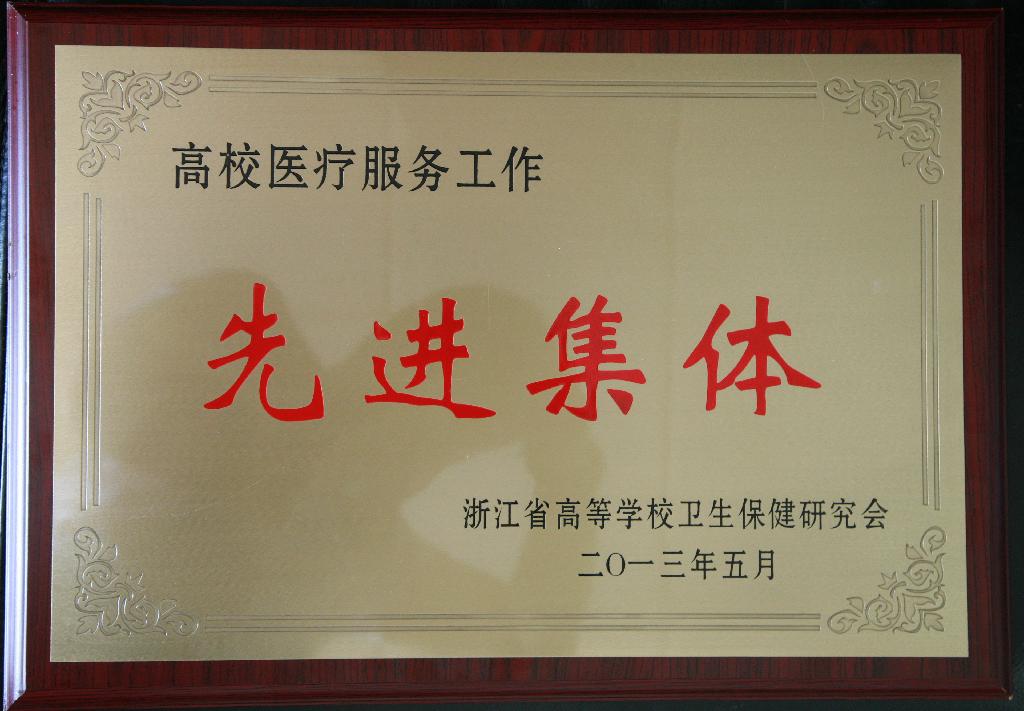 高校医疗服务工作
先进集体
浙江省高等学校卫生保健研究会
二〇一三年五月